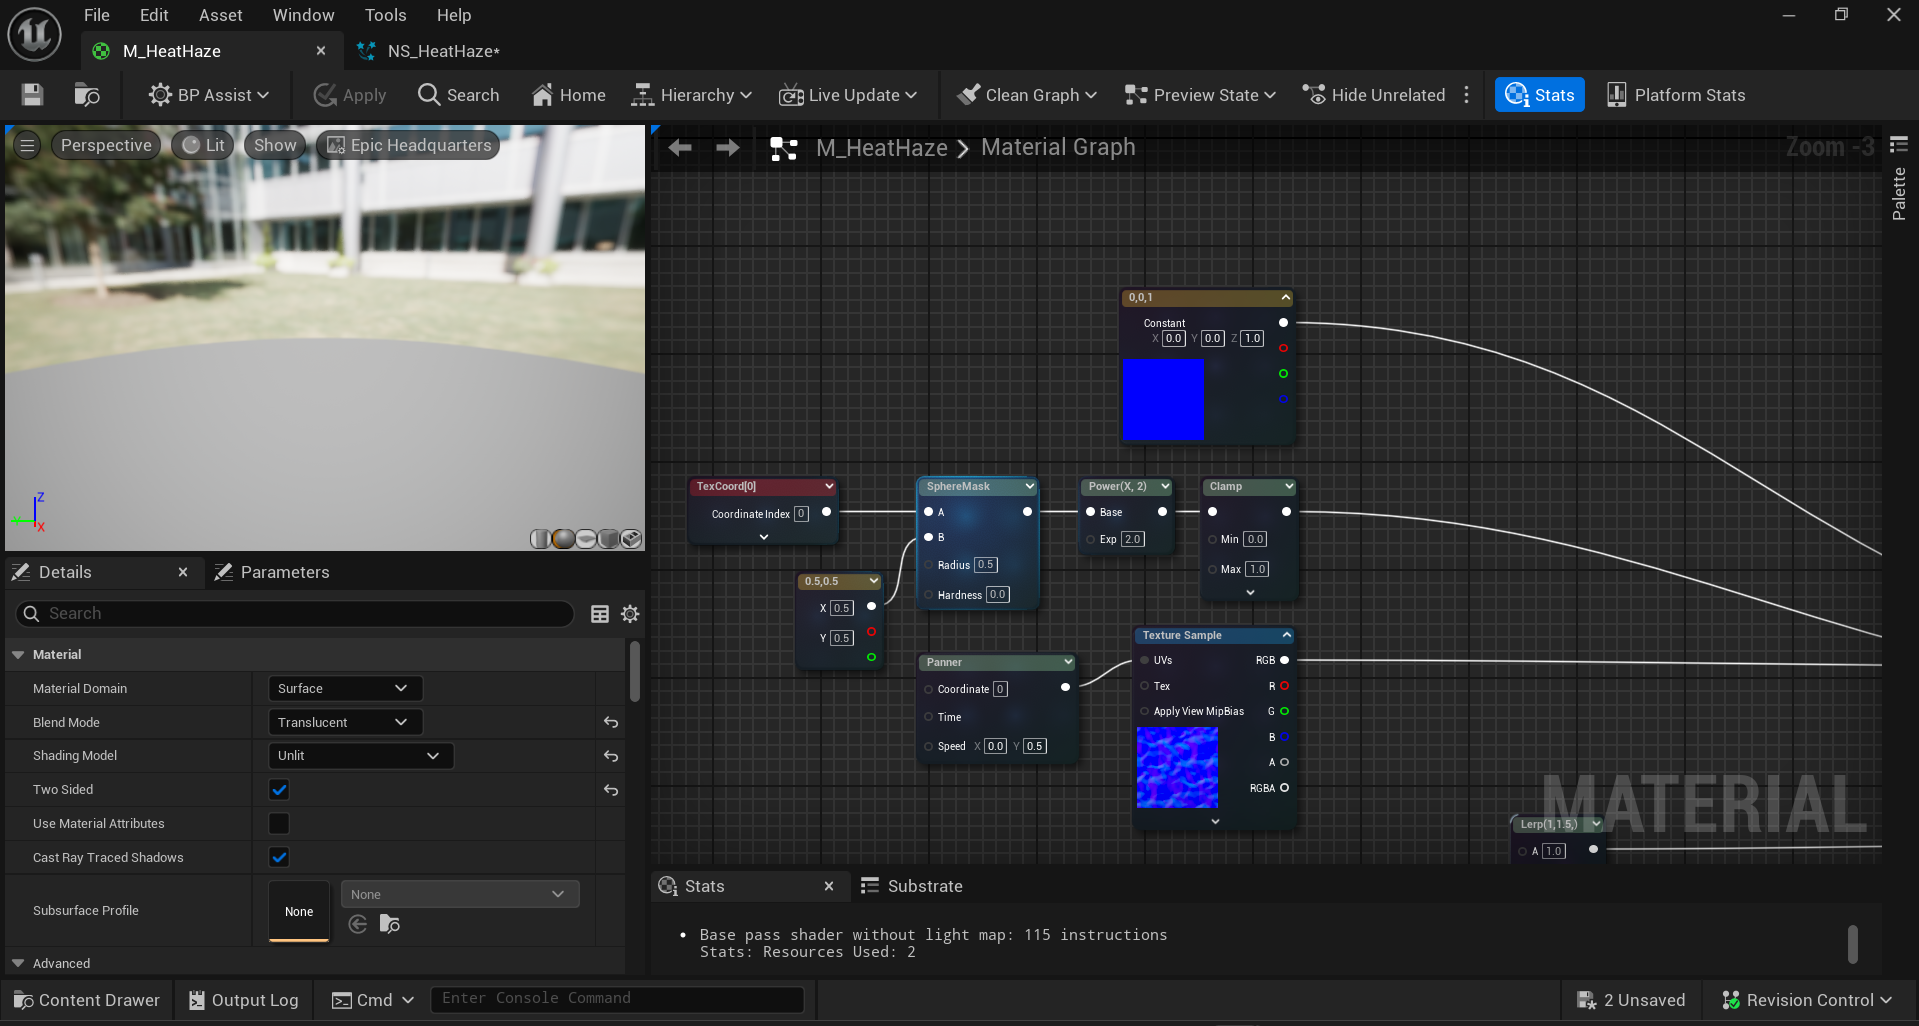 File Edit Asset Window Tools Help
M_HeatHaze
NS_HeatHaze*
BP Assist
Apply
Search
Home
Hierarchy
Live Update
Clean Graph
Preview State
Hide Unrelated
Stats
Platform Stats
Perspective
Lit
Show
Epic Headquarters
Z
Y
X
M_HeatHaze
Material Graph
Zoom -3
Palette
0,0,1
Constant
X 0.0 Y 0.0 Z 1.0
TexCoord[0]
Coordinate Index 0
SphereMask
A
B
Radius 0.5
Hardness 0.0
Power(X, 2)
Base
Exp 2.0
Clamp
Min 0.0
Max 1.0
0.5,0.5
X 0.5
Y 0.5
Panner
Coordinate 0
Time
Speed X 0.0 Y 0.5
Texture Sample
UVs RGB
Tex R
Apply View MipBias G
B
A
RGBA
MATERIAL
Lerp(1,1.5,)
A 1.0
Details
Parameters
Search
Material
Material Domain Surface
Blend Mode Translucent
Shading Model Unlit
Two Sided
Use Material Attributes
Cast Ray Traced Shadows
Subsurface Profile None None
Advanced
Stats
Substrate
Base pass shader without light map: 115 instructions
Stats: Resources Used: 2
Content Drawer
Output Log
Cmd
Enter Console Command
2 Unsaved
Revision Control